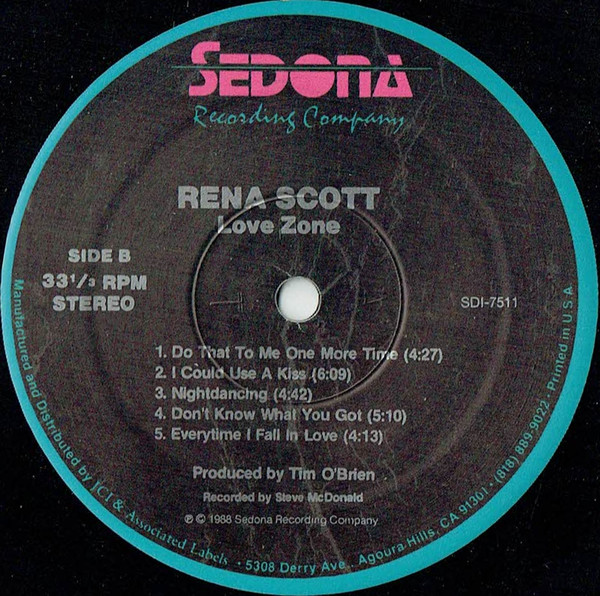 SEDONA
Recording Company
RENA SCOTT
Love Zone
SIDE B
33 1/3 RPM
STEREO
SDI-7511
1. Do That To Me One More Time (4:27)
2. I Could Use A Kiss (6:09)
3. Nightdancing (4:42)
4. Don't Know What You Got (5:10)
5. Everytime I Fall In Love (4:13)
Produced by Tim O'Brien
Recorded by Steve McDonald
℗ © 1988 Sedona Recording Company
Manufactured and Distributed by JCI & Associated Labels • 5308 Derry Ave., Agoura Hills, CA 91301 • (818) 889-9022 • Printed in U.S.A.